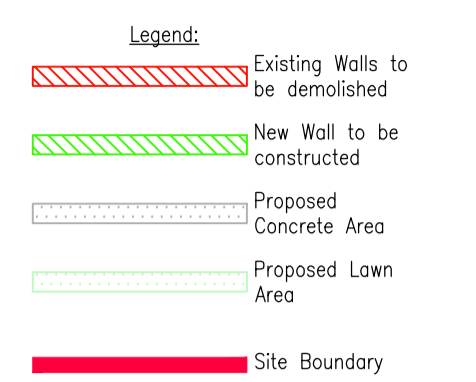 Legend:
Existing Walls to
be demolished
New Wall to be
constructed
Proposed
Concrete Area
Proposed Lawn
Area
Site Boundary